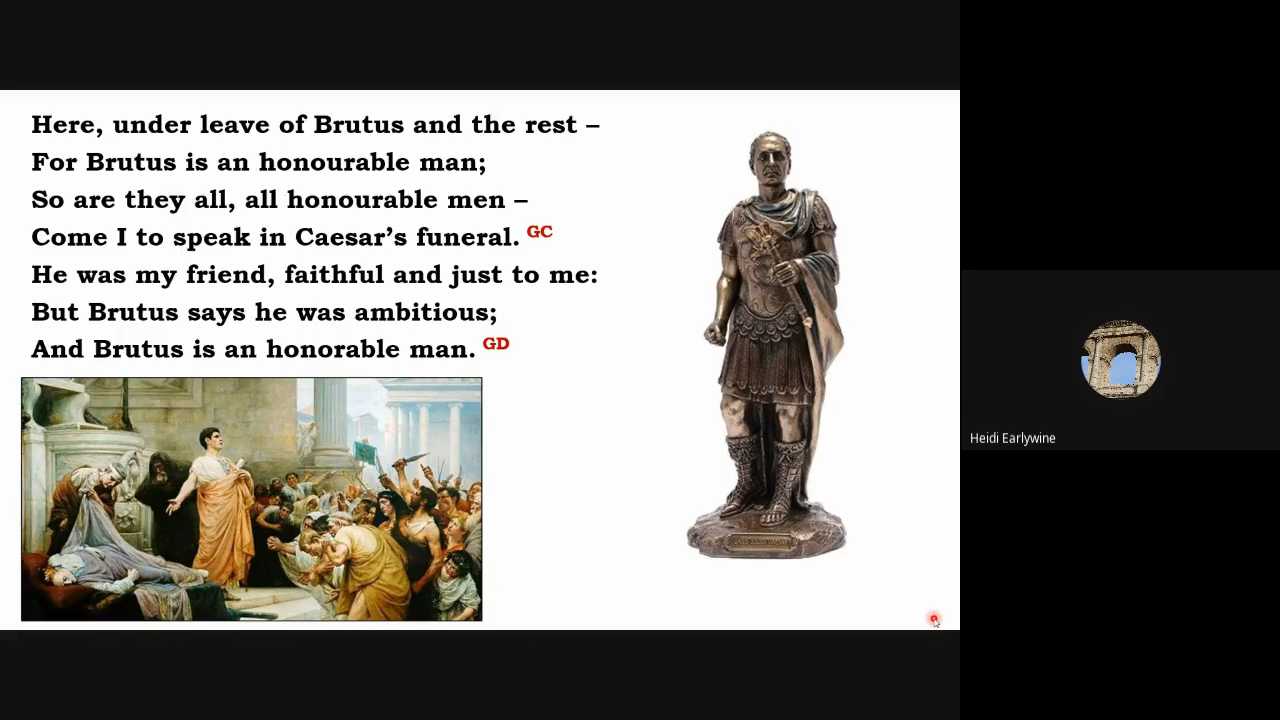 Here, under leave of Brutus and the rest –
For Brutus is an honourable man;
So are they all, all honourable men –
Come I to speak in Caesar’s funeral. GC
He was my friend, faithful and just to me:
But Brutus says he was ambitious;
And Brutus is an honorable man. GD
Heidi Earlywine